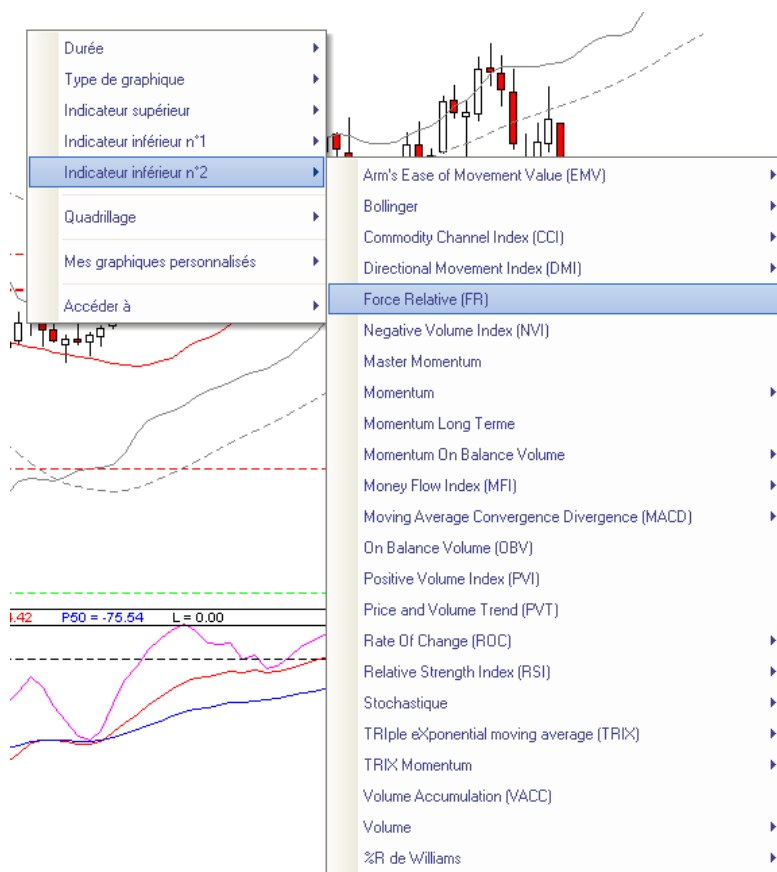 Durée
Type de graphique
Indicateur supérieur
Indicateur inférieur n°1
Indicateur inférieur n°2
Quadrillage
Mes graphiques personnalisés
Accéder à
Arm's Ease of Movement Value (EMV)
Bollinger
Commodity Channel Index (CCI)
Directional Movement Index (DMI)
Force Relative (FR)
Negative Volume Index (NVI)
Master Momentum
Momentum
Momentum Long Terme
Momentum On Balance Volume
Money Flow Index (MFI)
Moving Average Convergence Divergence (MACD)
On Balance Volume (OBV)
Positive Volume Index (PVI)
Price and Volume Trend (PVT)
Rate Of Change (ROC)
Relative Strength Index (RSI)
Stochastique
TRIple eXponential moving average (TRIX)
TRIX Momentum
Volume Accumulation (VACC)
Volume
%R de Williams
.42 P50 = -75.54 L = 0.00